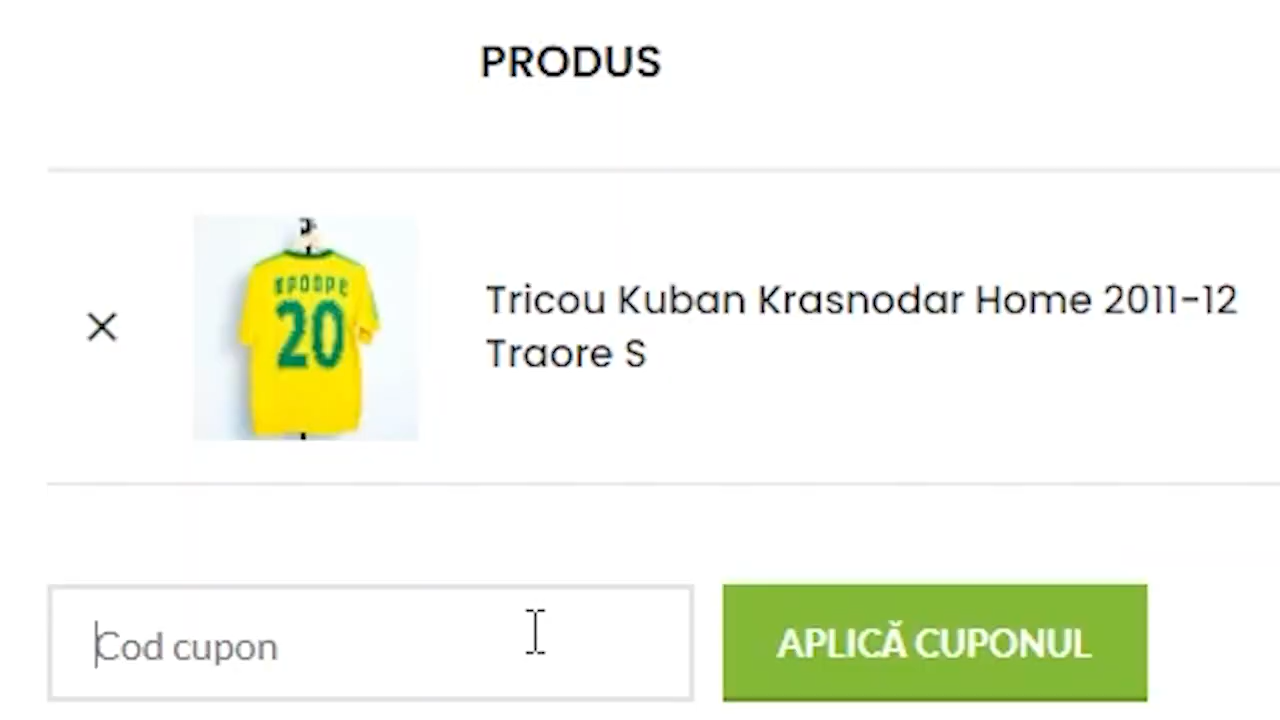 PRODUS
20
Tricou Kuban Krasnodar Home 2011-12
Traore S
Cod cupon
APLICĂ CUPONUL